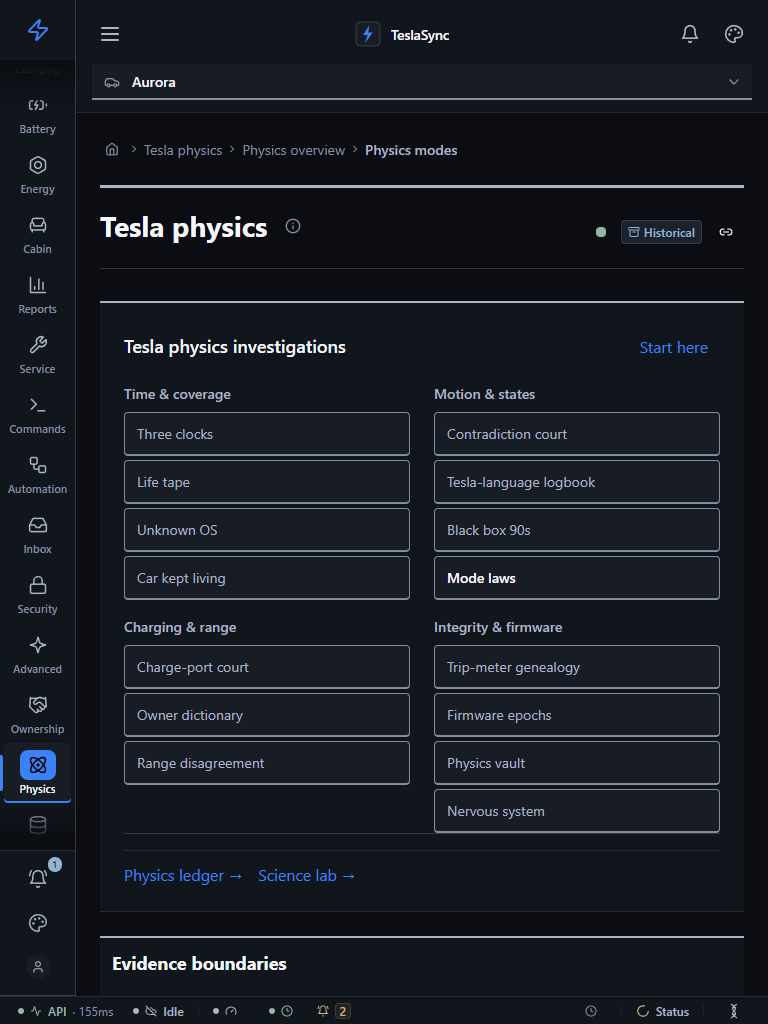 TeslaSync
Aurora
Charging
Battery
Energy
Cabin
Reports
Service
Commands
Automation
Inbox
Security
Advanced
Ownership
Physics
1
Tesla physics
Physics overview
Physics modes
Tesla physics
Historical
Tesla physics investigations
Start here
Time & coverage
Three clocks
Life tape
Unknown OS
Car kept living
Motion & states
Contradiction court
Tesla-language logbook
Black box 90s
Mode laws
Charging & range
Charge-port court
Owner dictionary
Range disagreement
Integrity & firmware
Trip-meter genealogy
Firmware epochs
Physics vault
Nervous system
Physics ledger →
Science lab →
Evidence boundaries
API · 155ms
Idle
2
Status